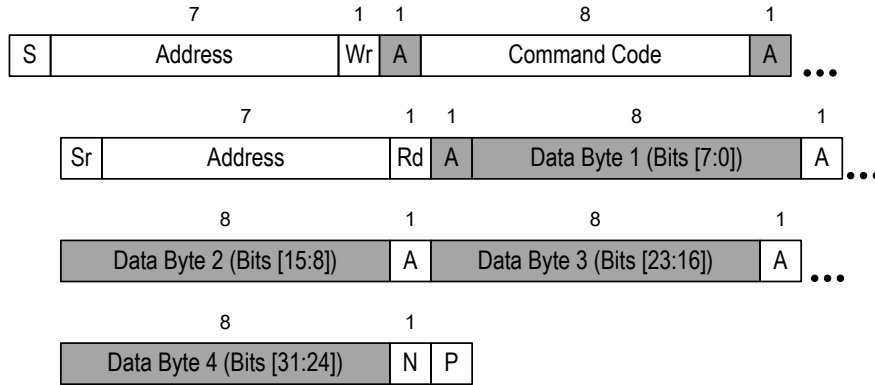 7 1 1 8 1
S Address Wr A Command Code A •••
7 1 1 8 1
Sr Address Rd A Data Byte 1 (Bits [7:0]) A •••
8 1 8 1
Data Byte 2 (Bits [15:8]) A Data Byte 3 (Bits [23:16]) A •••
8 1
Data Byte 4 (Bits [31:24]) N P